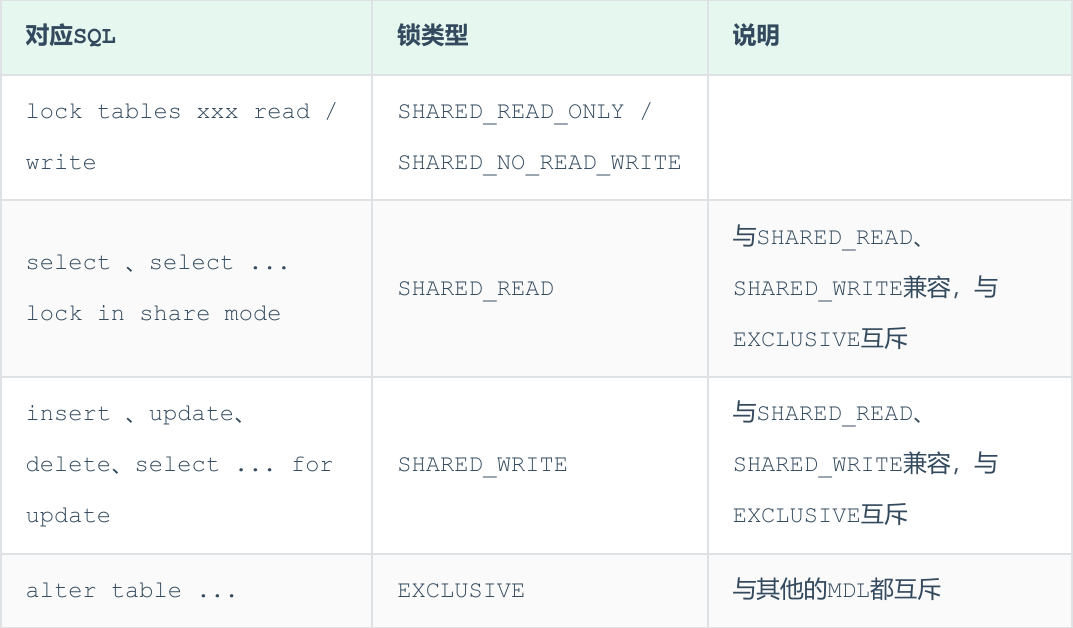 对应SQL
锁类型
说明
lock tables xxx read /
write
SHARED_READ_ONLY /
SHARED_NO_READ_WRITE
select 、select ...
lock in share mode
SHARED_READ
与SHARED_READ、
SHARED_WRITE兼容，与
EXCLUSIVE互斥
insert 、update、
delete、select ... for
update
SHARED_WRITE
与SHARED_READ、
SHARED_WRITE兼容，与
EXCLUSIVE互斥
alter table ...
EXCLUSIVE
与其他的MDL都互斥